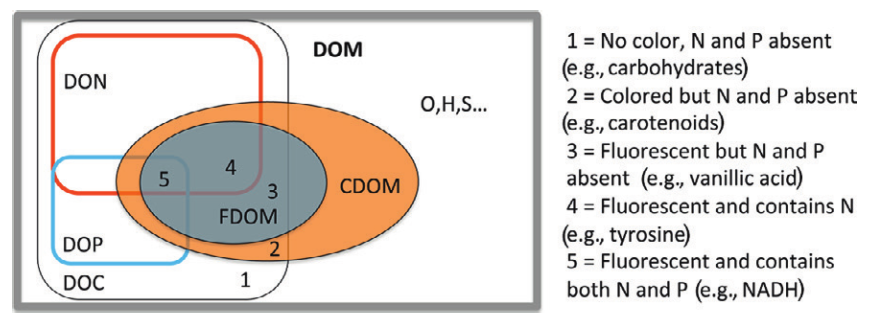 DOM
DON
O,H,S...
4
5
3
CDOM
FDOM
DOP
2
DOC
1
1 = No color, N and P absent
(e.g., carbohydrates)
2 = Colored but N and P absent
(e.g., carotenoids)
3 = Fluorescent but N and P
absent (e.g., vanillic acid)
4 = Fluorescent and contains N
(e.g., tyrosine)
5 = Fluorescent and contains
both N and P (e.g., NADH)